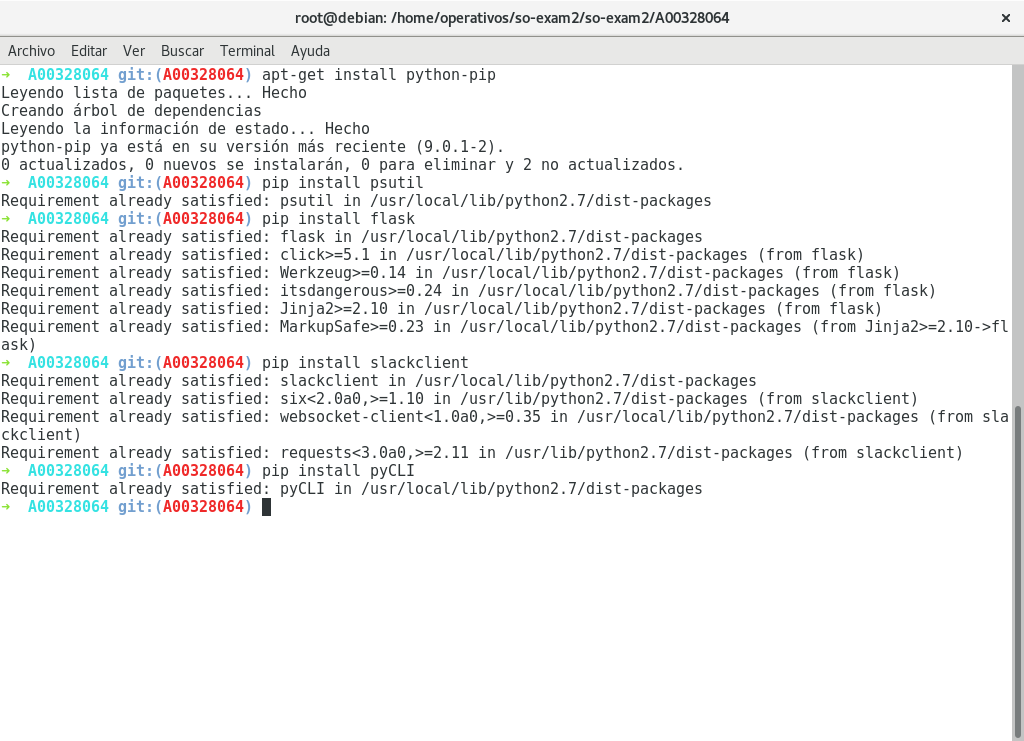 root@debian: /home/operativos/so-exam2/so-exam2/A00328064 ×
Archivo Editar Ver Buscar Terminal Ayuda
→ A00328064 git:(A00328064) apt-get install python-pip
Leyendo lista de paquetes... Hecho
Creando árbol de dependencias
Leyendo la información de estado... Hecho
python-pip ya está en su versión más reciente (9.0.1-2).
0 actualizados, 0 nuevos se instalarán, 0 para eliminar y 2 no actualizados.
→ A00328064 git:(A00328064) pip install psutil
Requirement already satisfied: psutil in /usr/local/lib/python2.7/dist-packages
→ A00328064 git:(A00328064) pip install flask
Requirement already satisfied: flask in /usr/local/lib/python2.7/dist-packages
Requirement already satisfied: click>=5.1 in /usr/local/lib/python2.7/dist-packages (from flask)
Requirement already satisfied: Werkzeug>=0.14 in /usr/local/lib/python2.7/dist-packages (from flask)
Requirement already satisfied: itsdangerous>=0.24 in /usr/local/lib/python2.7/dist-packages (from flask)
Requirement already satisfied: Jinja2>=2.10 in /usr/local/lib/python2.7/dist-packages (from flask)
Requirement already satisfied: MarkupSafe>=0.23 in /usr/local/lib/python2.7/dist-packages (from Jinja2>=2.10->fl
ask)
→ A00328064 git:(A00328064) pip install slackclient
Requirement already satisfied: slackclient in /usr/local/lib/python2.7/dist-packages
Requirement already satisfied: six<2.0a0,>=1.10 in /usr/lib/python2.7/dist-packages (from slackclient)
Requirement already satisfied: websocket-client<1.0a0,>=0.35 in /usr/local/lib/python2.7/dist-packages (from sla
ckclient)
Requirement already satisfied: requests<3.0a0,>=2.11 in /usr/lib/python2.7/dist-packages (from slackclient)
→ A00328064 git:(A00328064) pip install pyCLI
Requirement already satisfied: pyCLI in /usr/local/lib/python2.7/dist-packages
→ A00328064 git:(A00328064)